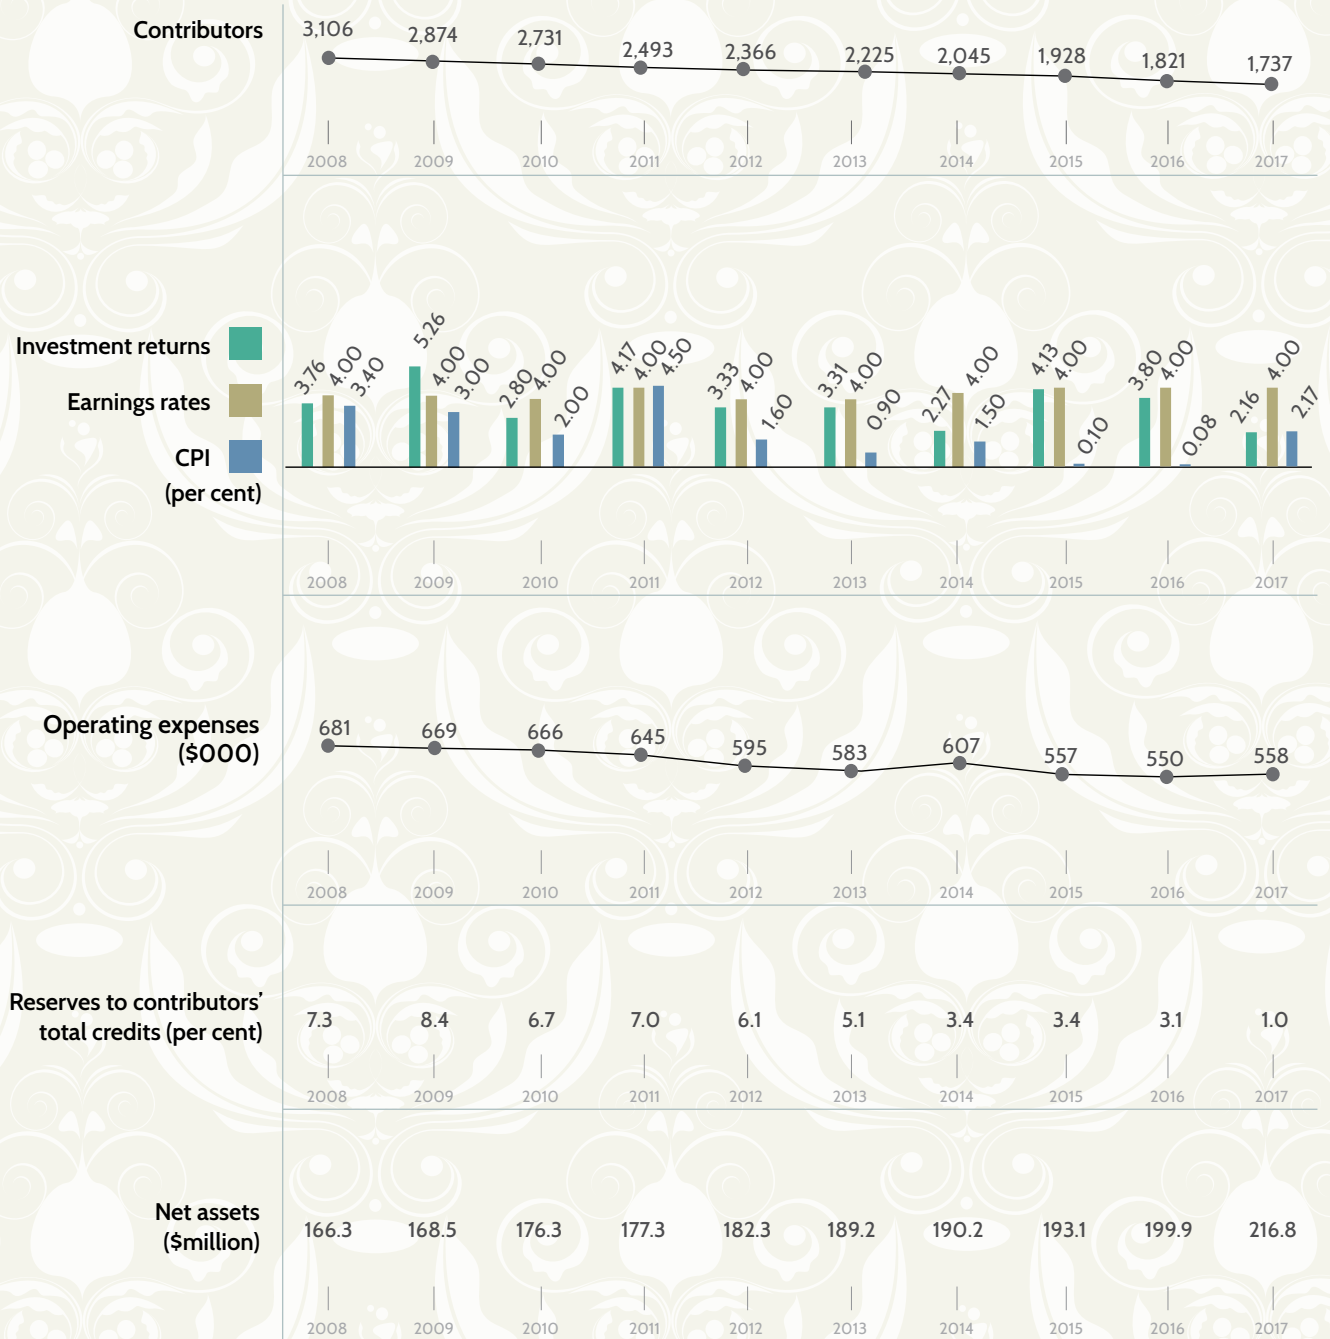 Contributors
3,106 2,874 2,731 2,493 2,366 2,225 2,045 1,928 1,821 1,737
2008 2009 2010 2011 2012 2013 2014 2015 2016 2017
Investment returns
Earnings rates
CPI
(per cent)
3.76 4.00 3.40 5.26 4.00 3.00 2.80 4.00 2.00 4.17 4.00 4.50 3.33 4.00 1.60 3.31 4.00 0.90 2.27 4.00 1.50 4.13 4.00 0.10 3.80 4.00 0.08 2.16 4.00 2.17
2008 2009 2010 2011 2012 2013 2014 2015 2016 2017
Operating expenses
($000)
681 669 666 645 595 583 607 557 550 558
2008 2009 2010 2011 2012 2013 2014 2015 2016 2017
Reserves to contributors’
total credits (per cent)
7.3 8.4 6.7 7.0 6.1 5.1 3.4 3.4 3.1 1.0
2008 2009 2010 2011 2012 2013 2014 2015 2016 2017
Net assets
($million)
166.3 168.5 176.3 177.3 182.3 189.2 190.2 193.1 199.9 216.8
2008 2009 2010 2011 2012 2013 2014 2015 2016 2017